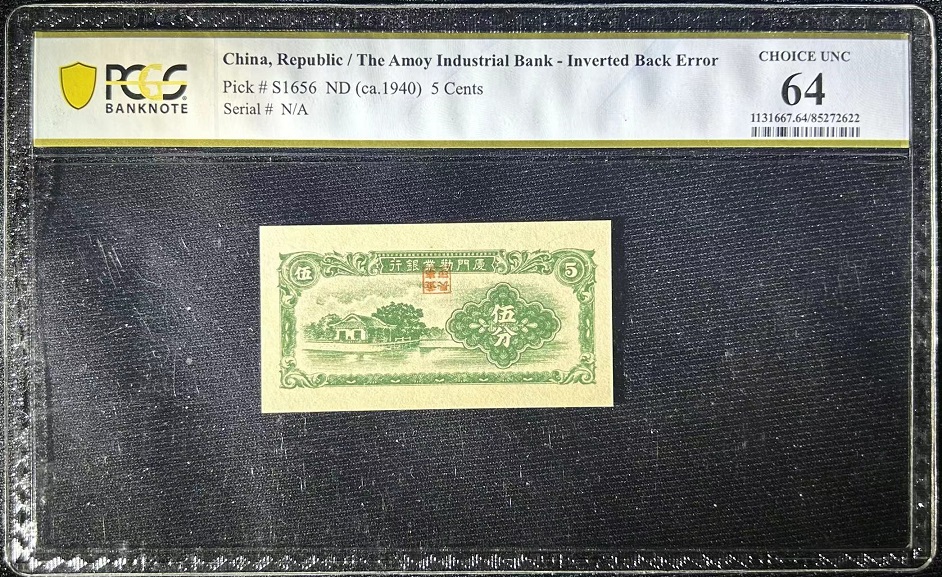 PCGS
BANKNOTE
China, Republic / The Amoy Industrial Bank - Inverted Back Error
Pick # S1656 ND (ca.1940) 5 Cents
Serial # N/A
CHOICE UNC
64
1131667.64/85272622
伍
行銀業勸門廈
5
伍分